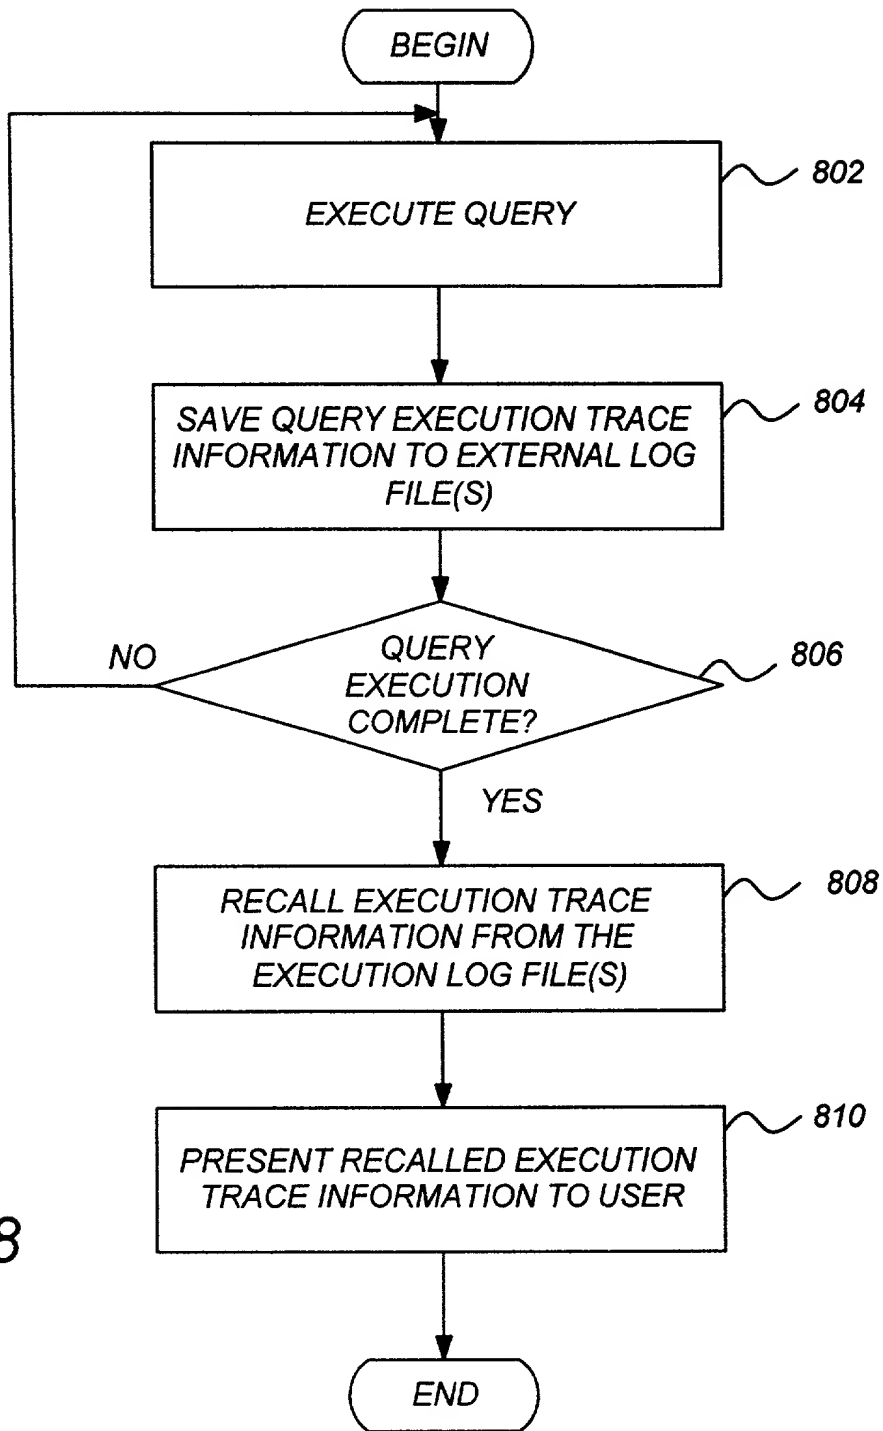 BEGIN
EXECUTE QUERY
802
SAVE QUERY EXECUTION TRACE
INFORMATION TO EXTERNAL LOG
FILE(S)
804
QUERY
EXECUTION
COMPLETE?
806
NO
YES
RECALL EXECUTION TRACE
INFORMATION FROM THE
EXECUTION LOG FILE(S)
808
PRESENT RECALLED EXECUTION
TRACE INFORMATION TO USER
810
8
END